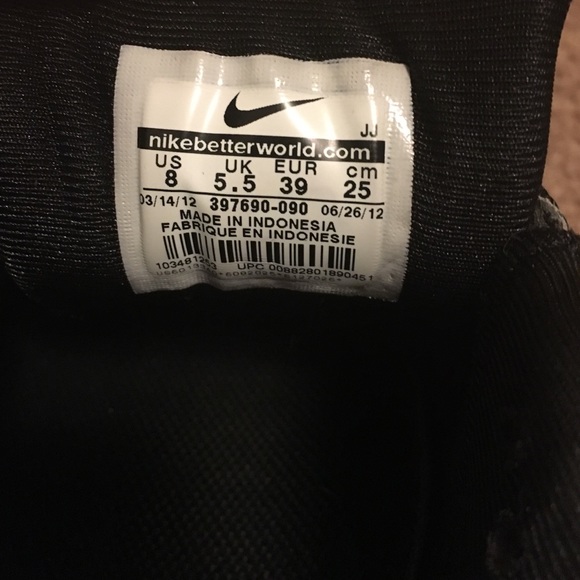 JJ
nikebetterworld.com
US UK EUR cm
8 5.5 39 25
03/14/12 397690-090 06/26/12
MADE IN INDONESIA
FABRIQUE EN INDONESIE
UPC 00882801890451